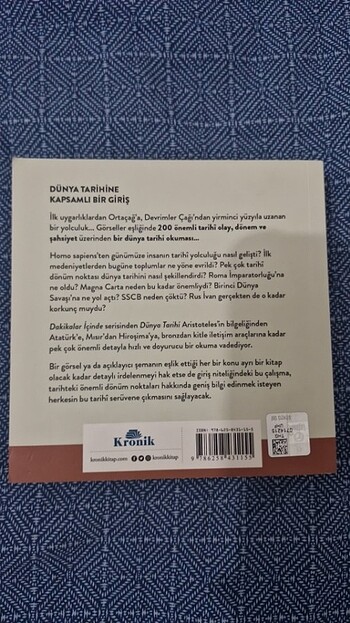 DÜNYA TARİHİNE
KAPSAMLI BİR GİRİŞ
İlk uygarlıklardan Ortaçağ'a, Devrimler Çağı'ndan yirminci yüzyıla uzanan
bir yolculuk... Görseller eşliğinde 200 önemli tarihî olay, dönem ve
şahsiyet üzerinden bir dünya tarihi okuması...
Homo sapiens'ten günümüze insanın tarihî yolculuğu nasıl gelişti? İlk
medeniyetlerden bugüne toplumlar ne yöne evrildi? Pek çok tarihî
dönüm noktası dünya tarihini nasıl şekillendirdi? Roma İmparatorluğu'na
ne oldu? Magna Carta neden bu kadar önemliydi? Birinci Dünya
Savaşı'na ne yol açtı? SSCB neden çöktü? Rus İvan gerçekten de o kadar
korkunç muydu?
Dakikalar İçinde serisinden Dünya Tarihi Aristoteles'in bilgeliğinden
Atatürk'e, Mısır'dan Hiroşima'ya, bronzdan kitle iletişim araçlarına kadar
pek çok önemli detayla hızlı ve doyurucu bir okuma vadediyor.
Bir görsel ya da açıklayıcı şemanın eşlik ettiği her bir konu ayrı bir kitap
olacak kadar detaylı irdelenmeyi hak etse de giriş niteliğindeki bu çalışma,
tarihteki önemli dönüm noktaları hakkında geniş bilgi edinmek isteyen
herkesin bu tarihî serüvene çıkmasını sağlayacak.
Kronik
kronikkitap.com
kronikkitap
9 786258 431155